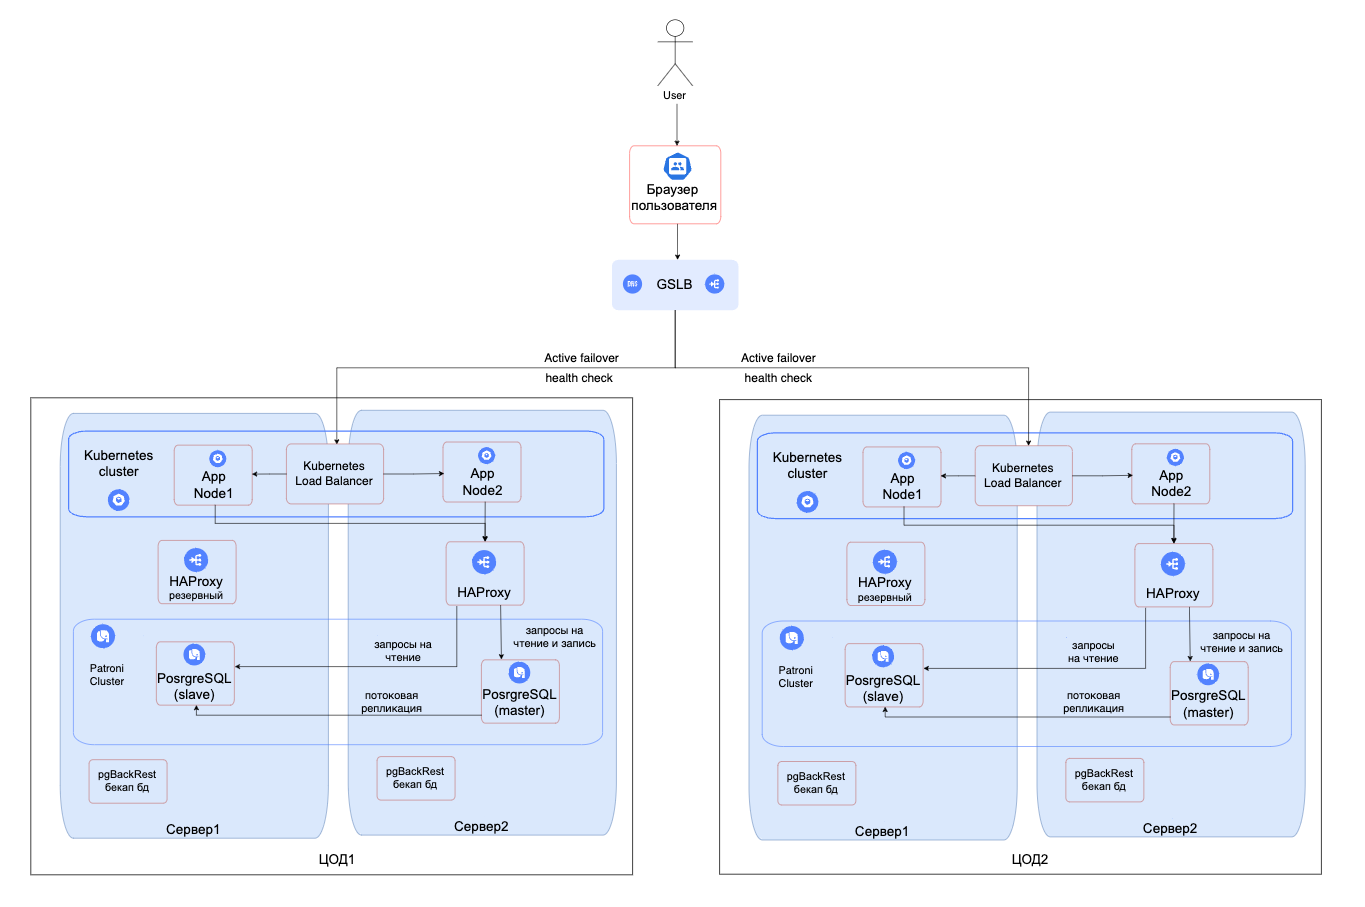 User
Браузер
пользователя
DNS
GSLB
Active failover
health check
Active failover
health check
Kubernetes
cluster
App
Node1
Kubernetes
Load Balancer
App
Node2
HAProxy
резервный
HAProxy
Patroni
Cluster
запросы на
чтение
запросы на
чтение и запись
PosrgreSQL
(slave)
потоковая
репликация
PosrgreSQL
(master)
pgBackRest
бекап бд
pgBackRest
бекап бд
Сервер1
Сервер2
ЦОД1
Kubernetes
cluster
App
Node1
Kubernetes
Load Balancer
App
Node2
HAProxy
резервный
HAProxy
Patroni
Cluster
запросы
на чтение
запросы на
чтение и запись
PosrgreSQL
(slave)
потоковая
репликация
PosrgreSQL
(master)
pgBackRest
бекап бд
pgBackRest
бекап бд
Сервер1
Сервер2
ЦОД2